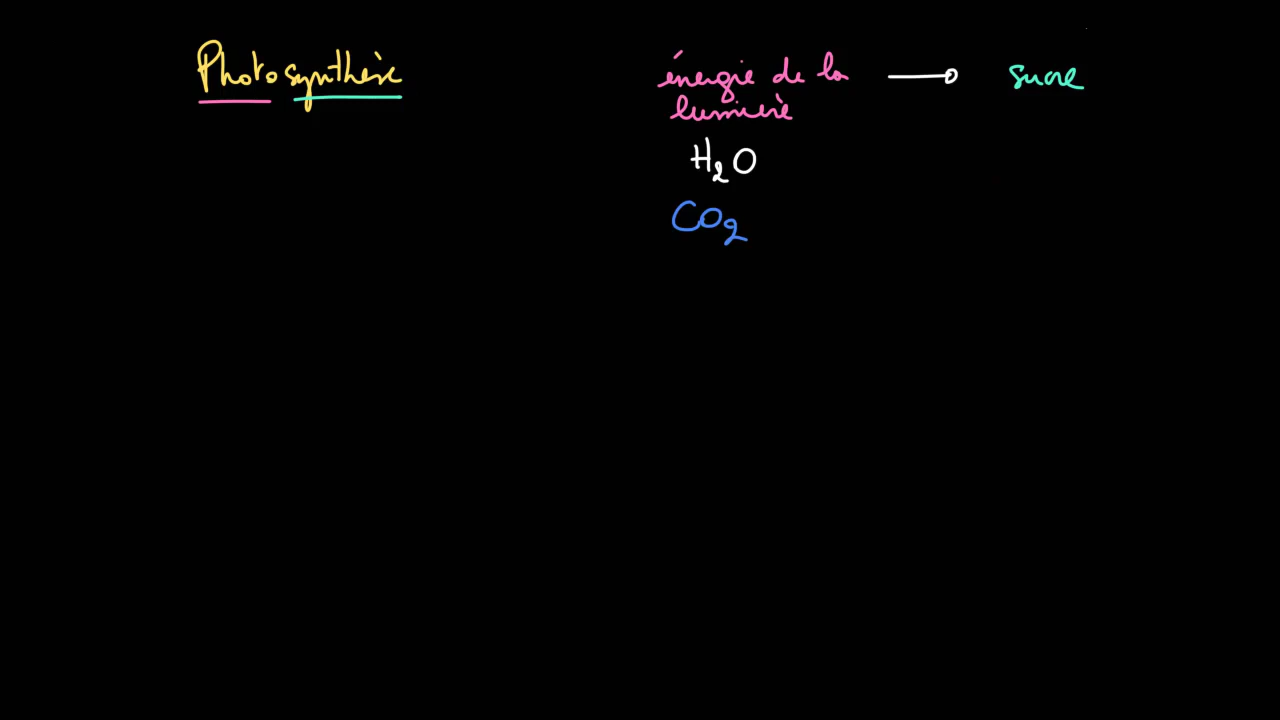 Photosynthèse
énergie de la → sucre
lumière
H₂O
CO₂